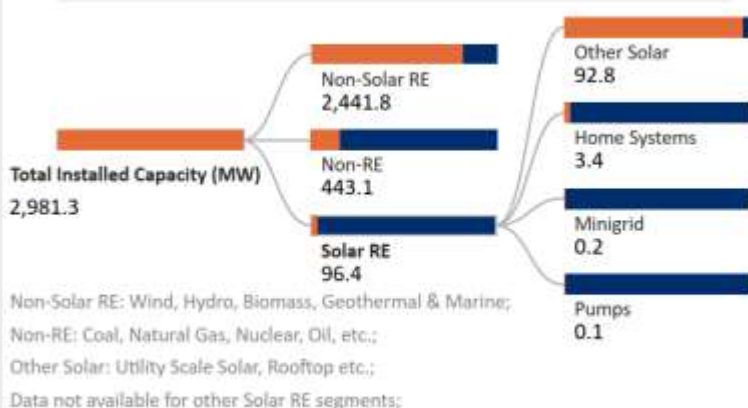 Total Installed Capacity (MW)
2,981.3
Non-Solar RE
2,441.8
Non-RE
443.1
Solar RE
96.4
Other Solar
92.8
Home Systems
3.4
Minigrid
0.2
Pumps
0.1
Non-Solar RE: Wind, Hydro, Biomass, Geothermal & Marine;
Non-RE: Coal, Natural Gas, Nuclear, Oil, etc.;
Other Solar: Utility Scale Solar, Rooftop etc.;
Data not available for other Solar RE segments;